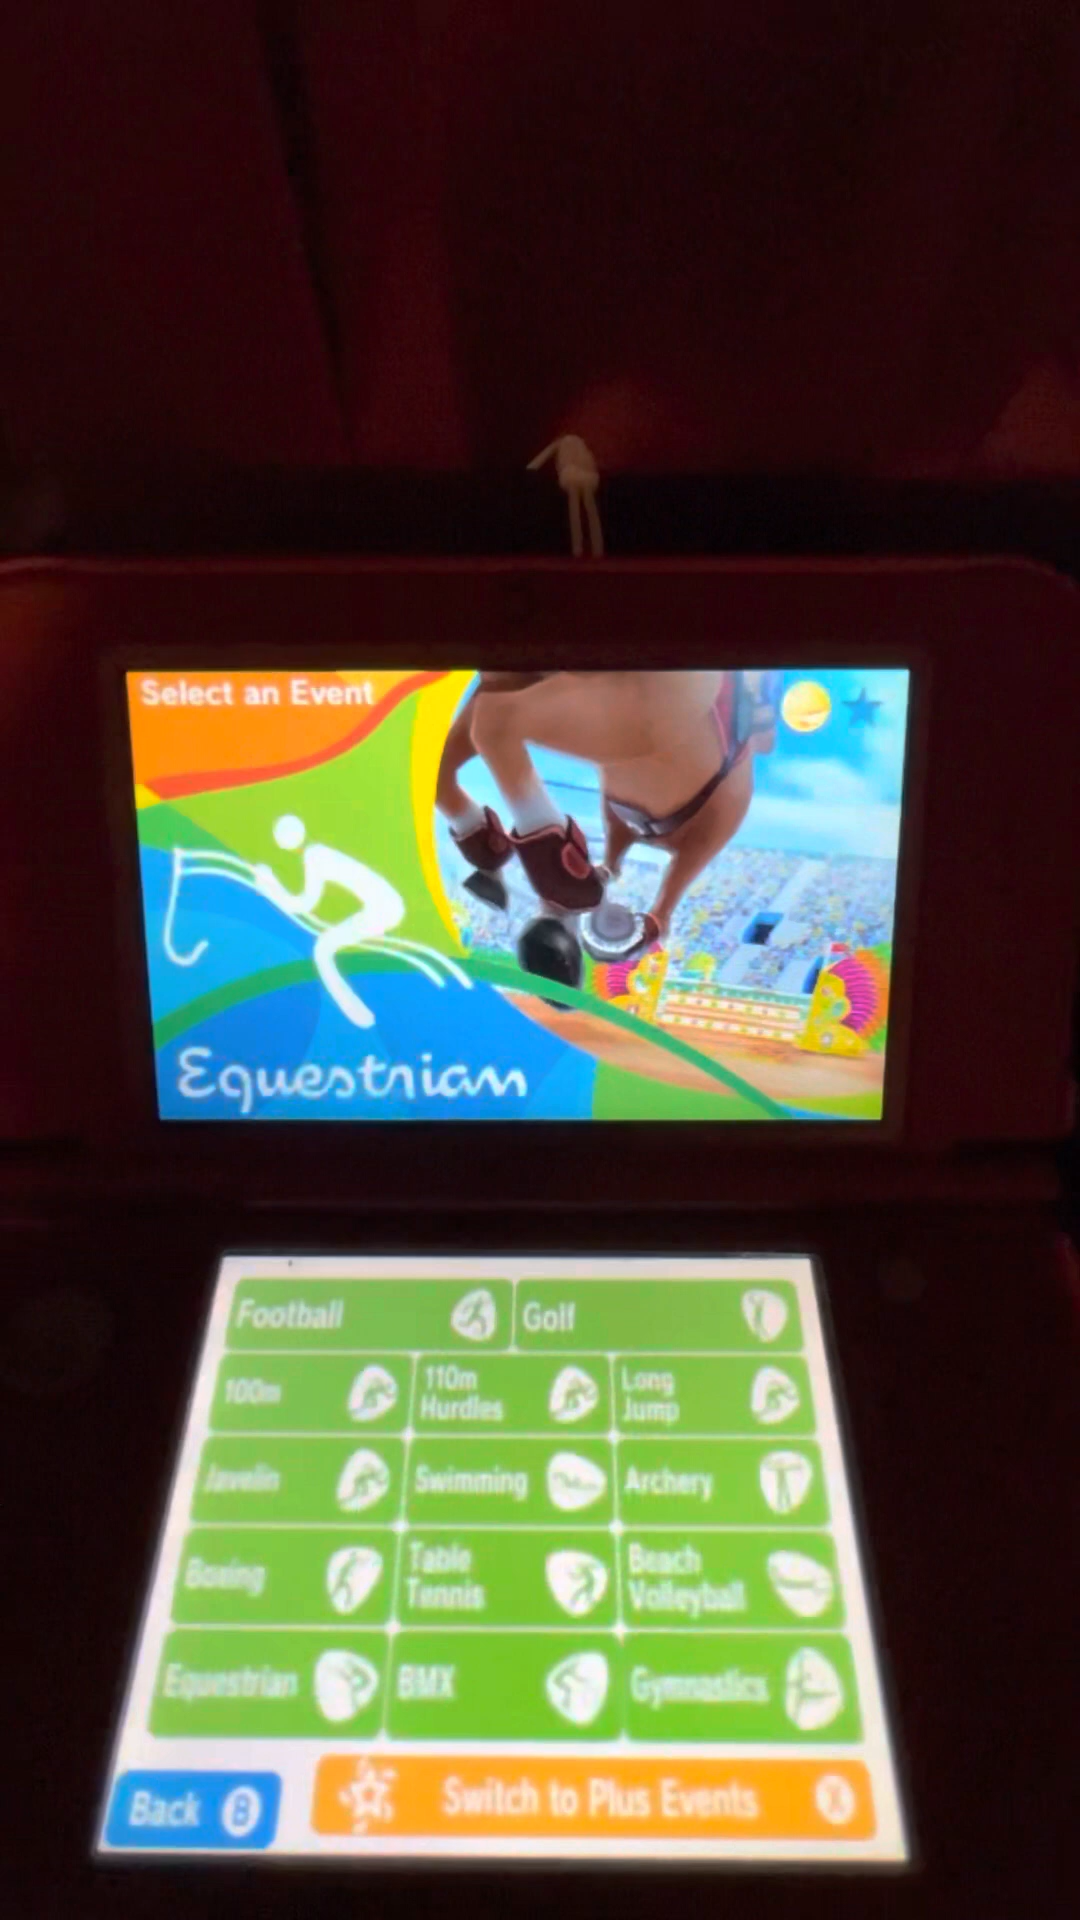 Select an Event
Equestrian
Football
Golf
100m
110m
Hurdles
Long
Jump
Javelin
Swimming
Archery
Boxing
Table
Tennis
Beach
Volleyball
Equestrian
BMX
Gymnastics
Back B
Switch to Plus Events X